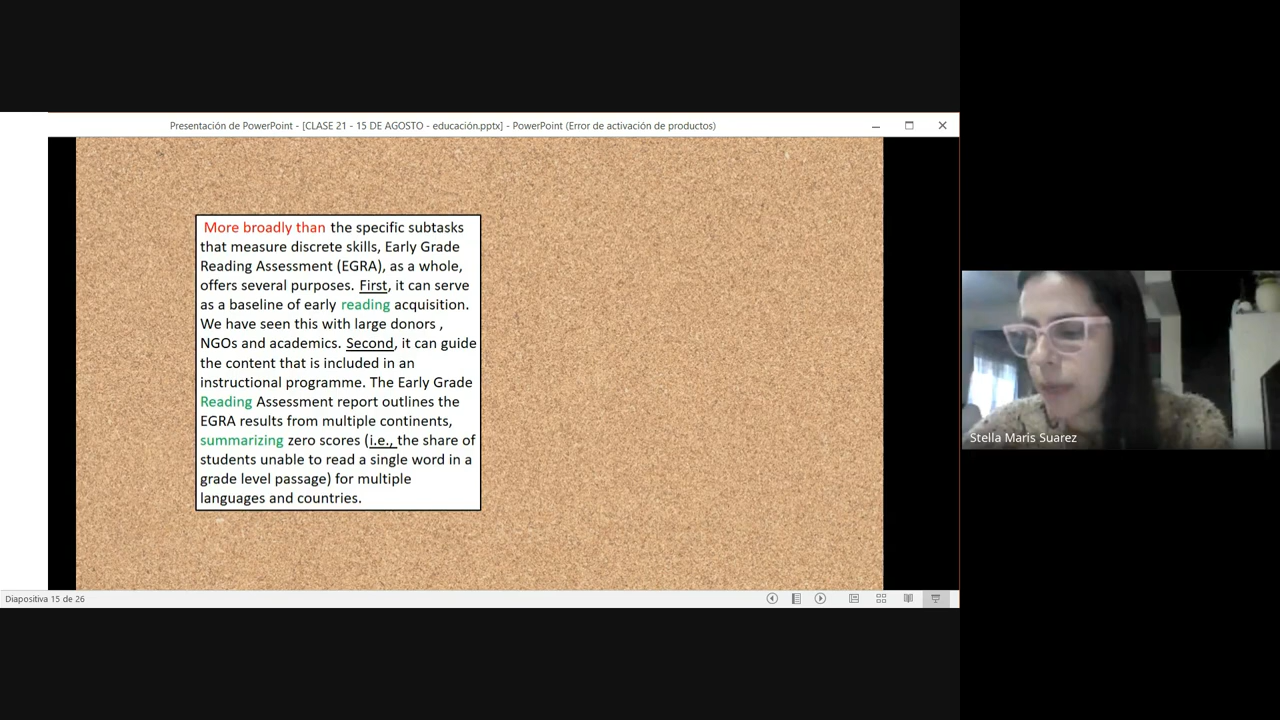 Presentación de PowerPoint - [CLASE 21 - 15 DE AGOSTO - educación.pptx] - PowerPoint (Error de activación de productos)
More broadly than the specific subtasks
that measure discrete skills, Early Grade
Reading Assessment (EGRA), as a whole,
offers several purposes. First, it can serve
as a baseline of early reading acquisition.
We have seen this with large donors ,
NGOs and academics. Second, it can guide
the content that is included in an
instructional programme. The Early Grade
Reading Assessment report outlines the
EGRA results from multiple continents,
summarizing zero scores (i.e., the share of
students unable to read a single word in a
grade level passage) for multiple
languages and countries.
Stella Maris Suarez
Diapositiva 15 de 26